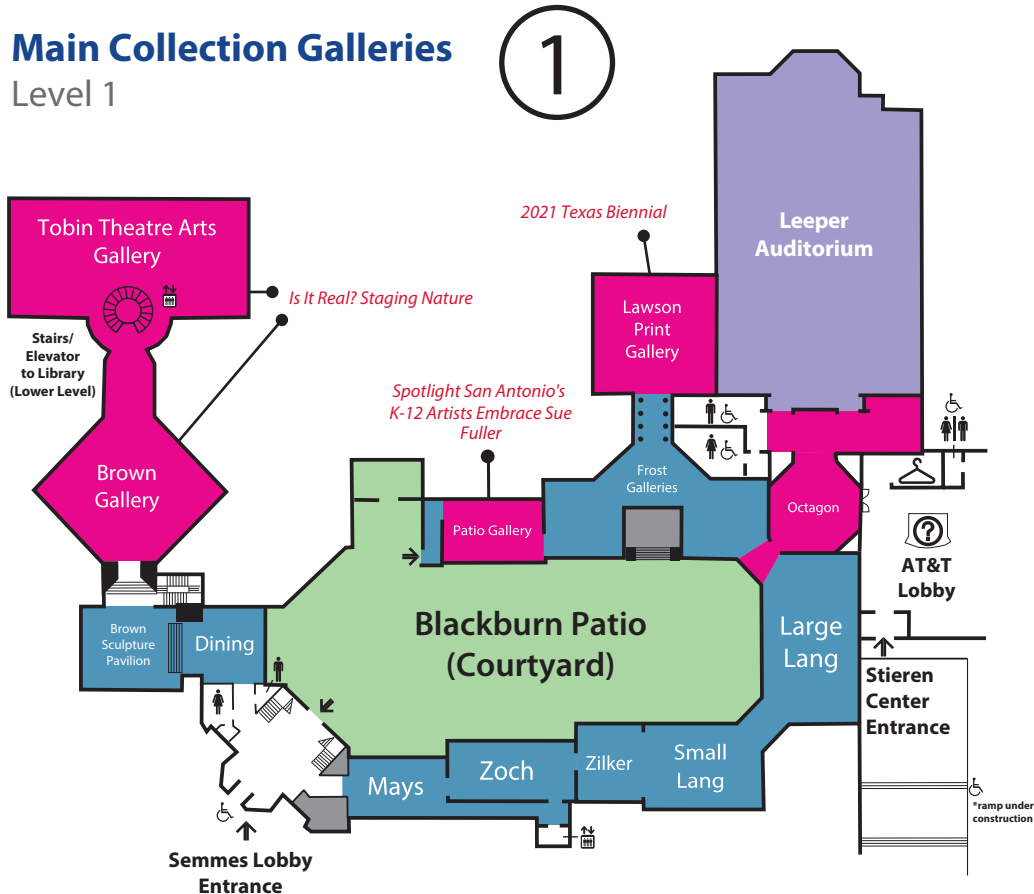 Main Collection Galleries
Level 1
1
Tobin Theatre Arts
Gallery
Is It Real? Staging Nature
Stairs/
Elevator
to Library
(Lower Level)
Brown
Gallery
2021 Texas Biennial
Lawson
Print
Gallery
Leeper
Auditorium
Spotlight San Antonio's
K-12 Artists Embrace Sue
Fuller
Patio Gallery
Frost
Galleries
Octagon
?
AT&T
Lobby
Brown
Sculpture
Pavilion
Dining
Blackburn Patio
(Courtyard)
Large
Lang
Stieren
Center
Entrance
Mays
Zoch
Zilker
Small
Lang
*ramp under
construction
Semmes Lobby
Entrance